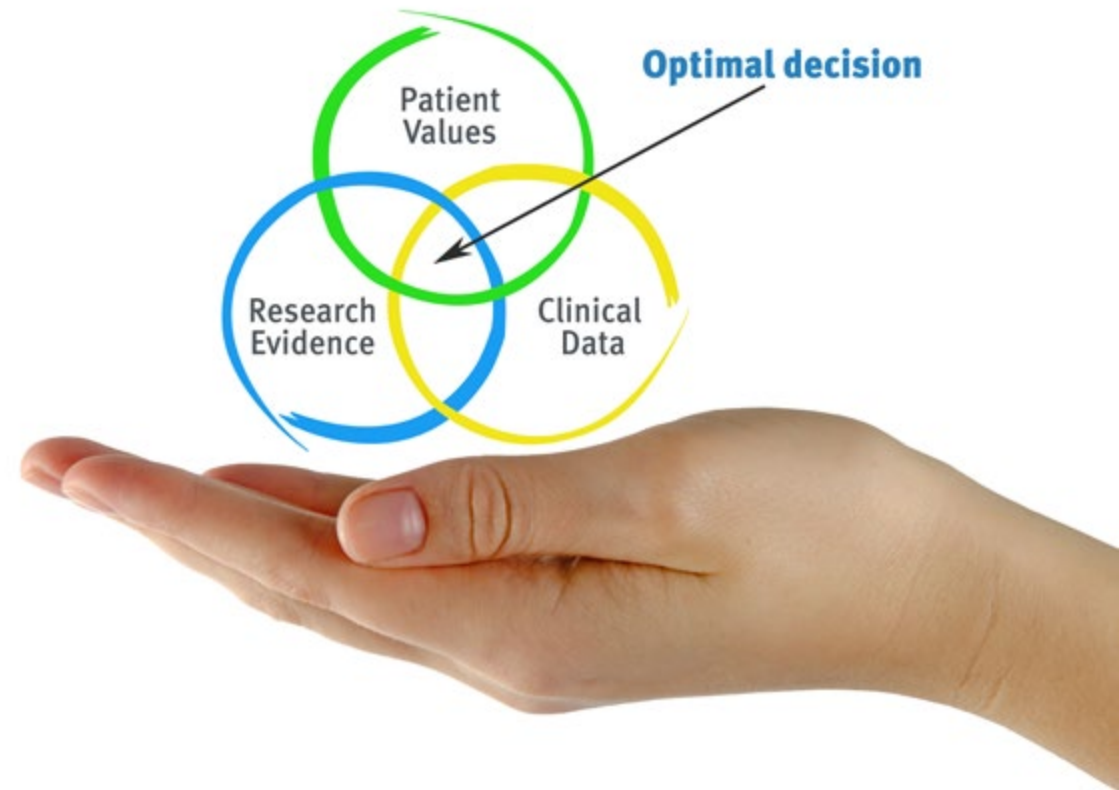 Optimal decision
Patient
Values
Research
Evidence
Clinical
Data